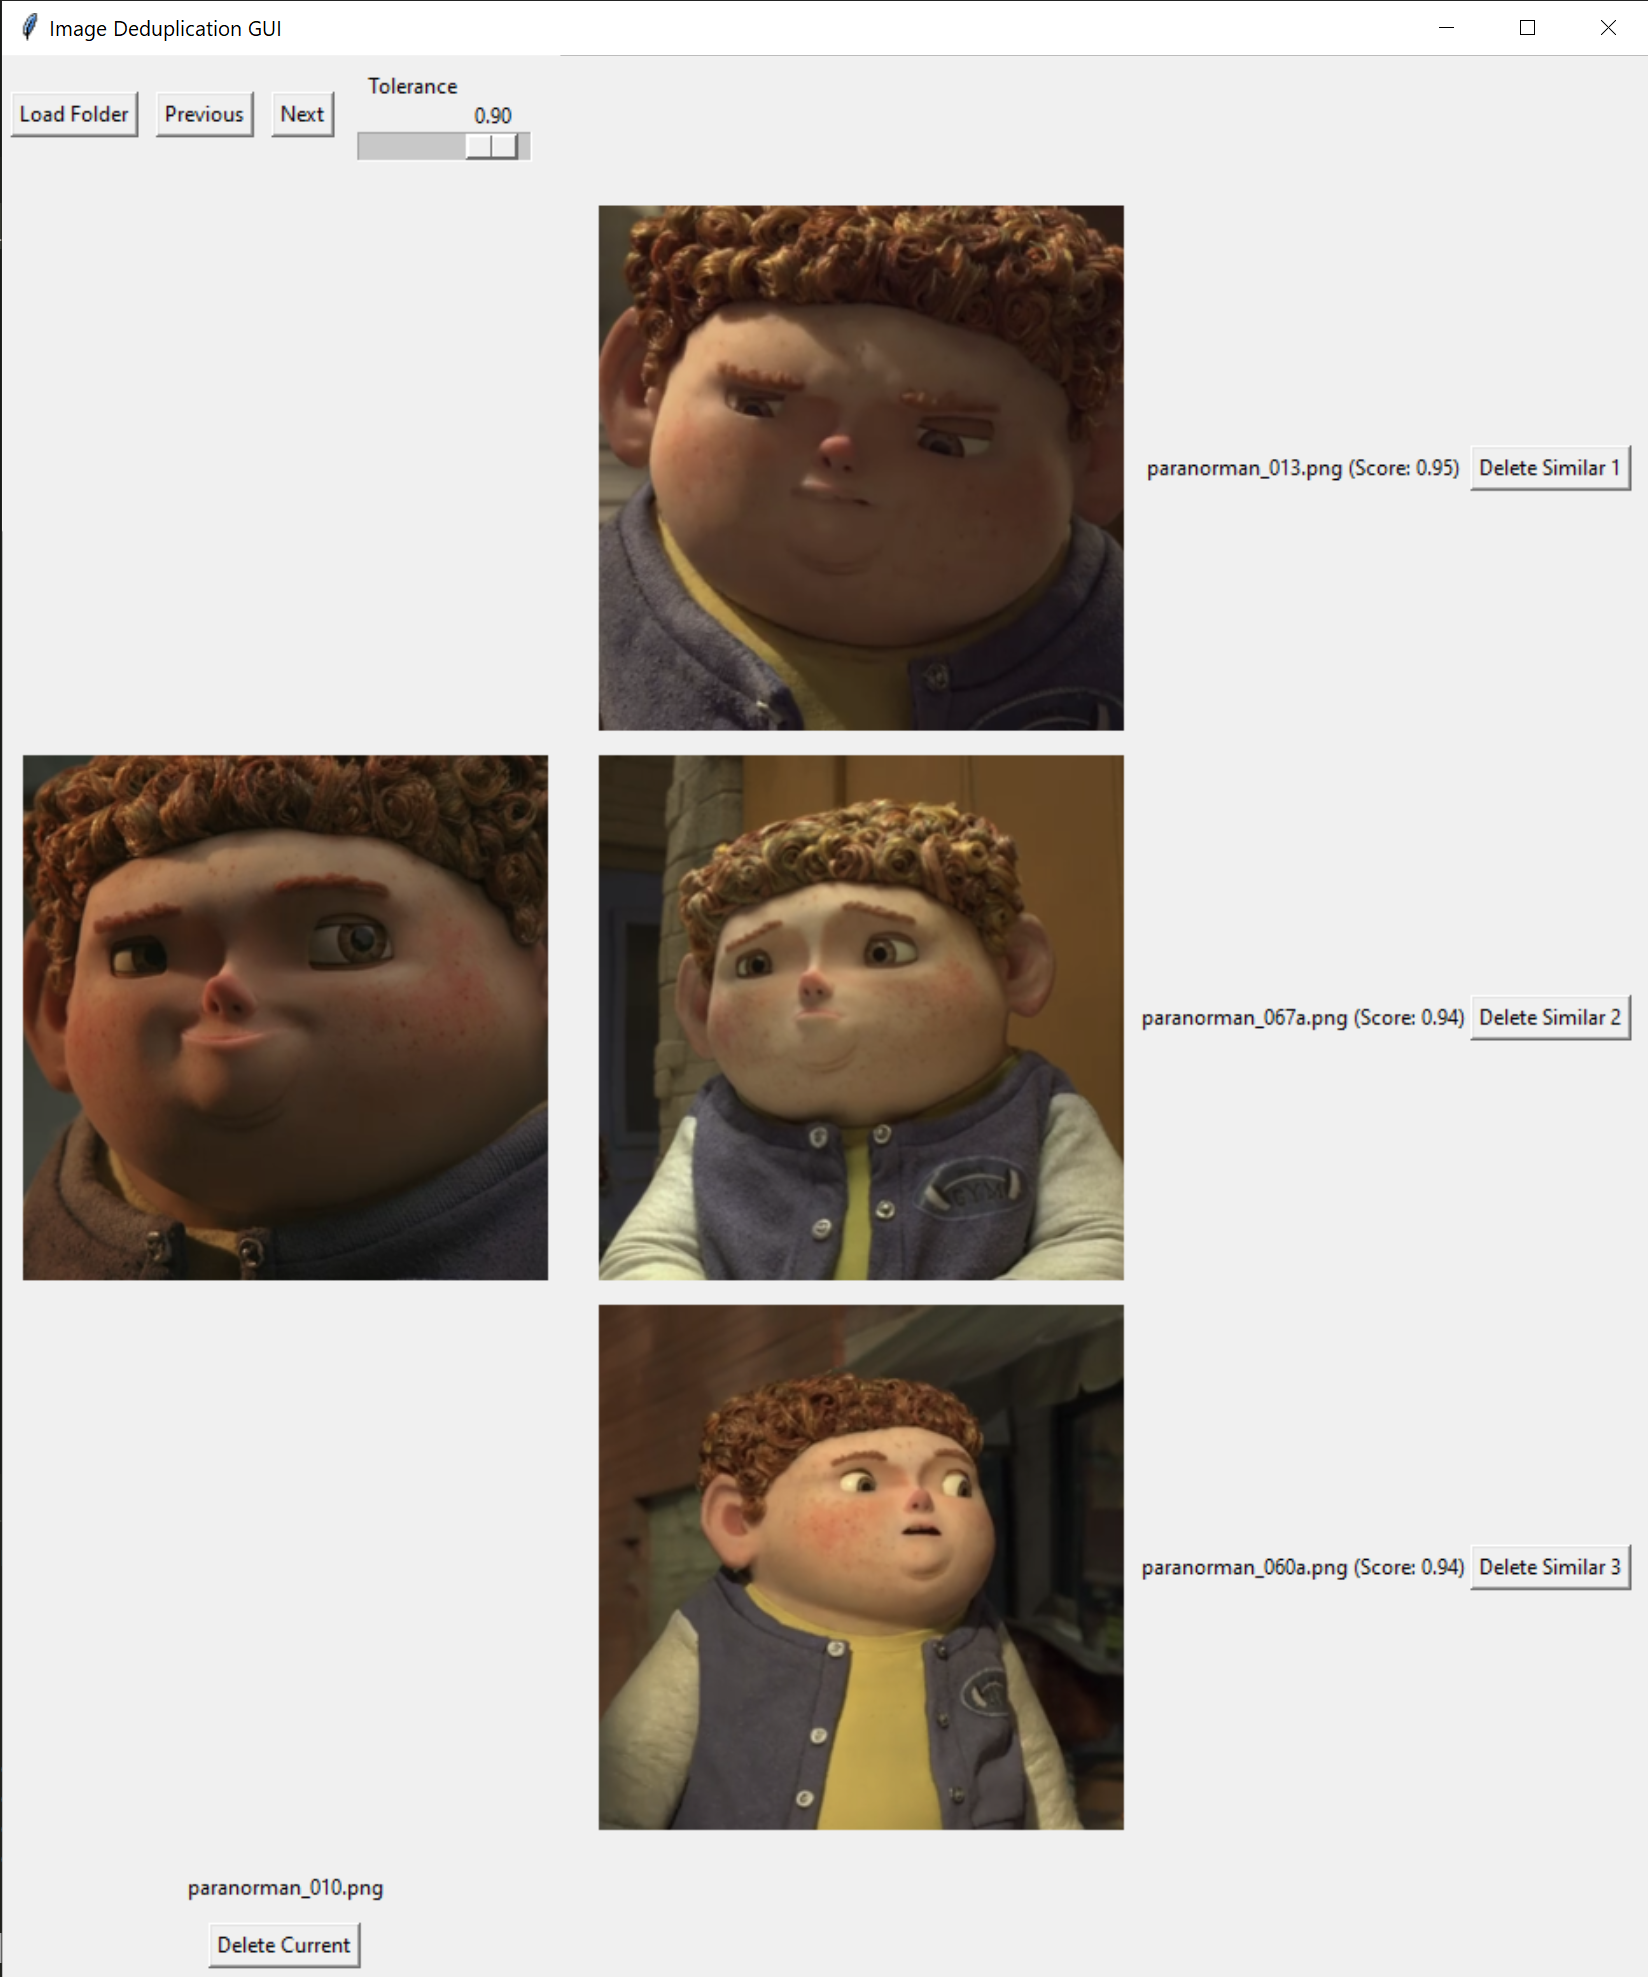 Image Deduplication GUI
Load Folder
Previous
Next
Tolerance
0.90
paranorman_013.png (Score: 0.95)
Delete Similar 1
paranorman_067a.png (Score: 0.94)
Delete Similar 2
paranorman_060a.png (Score: 0.94)
Delete Similar 3
paranorman_010.png
Delete Current